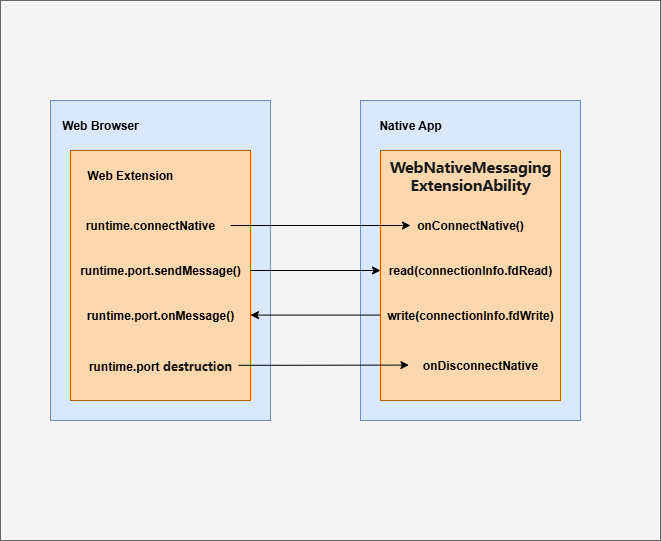 Web Browser
Native App
Web Extension
WebNativeMessaging
ExtensionAbility
runtime.connectNative
onConnectNative()
runtime.port.sendMessage()
read(connectionInfo.fdRead)
runtime.port.onMessage()
write(connectionInfo.fdWrite)
runtime.port destruction
onDisconnectNative